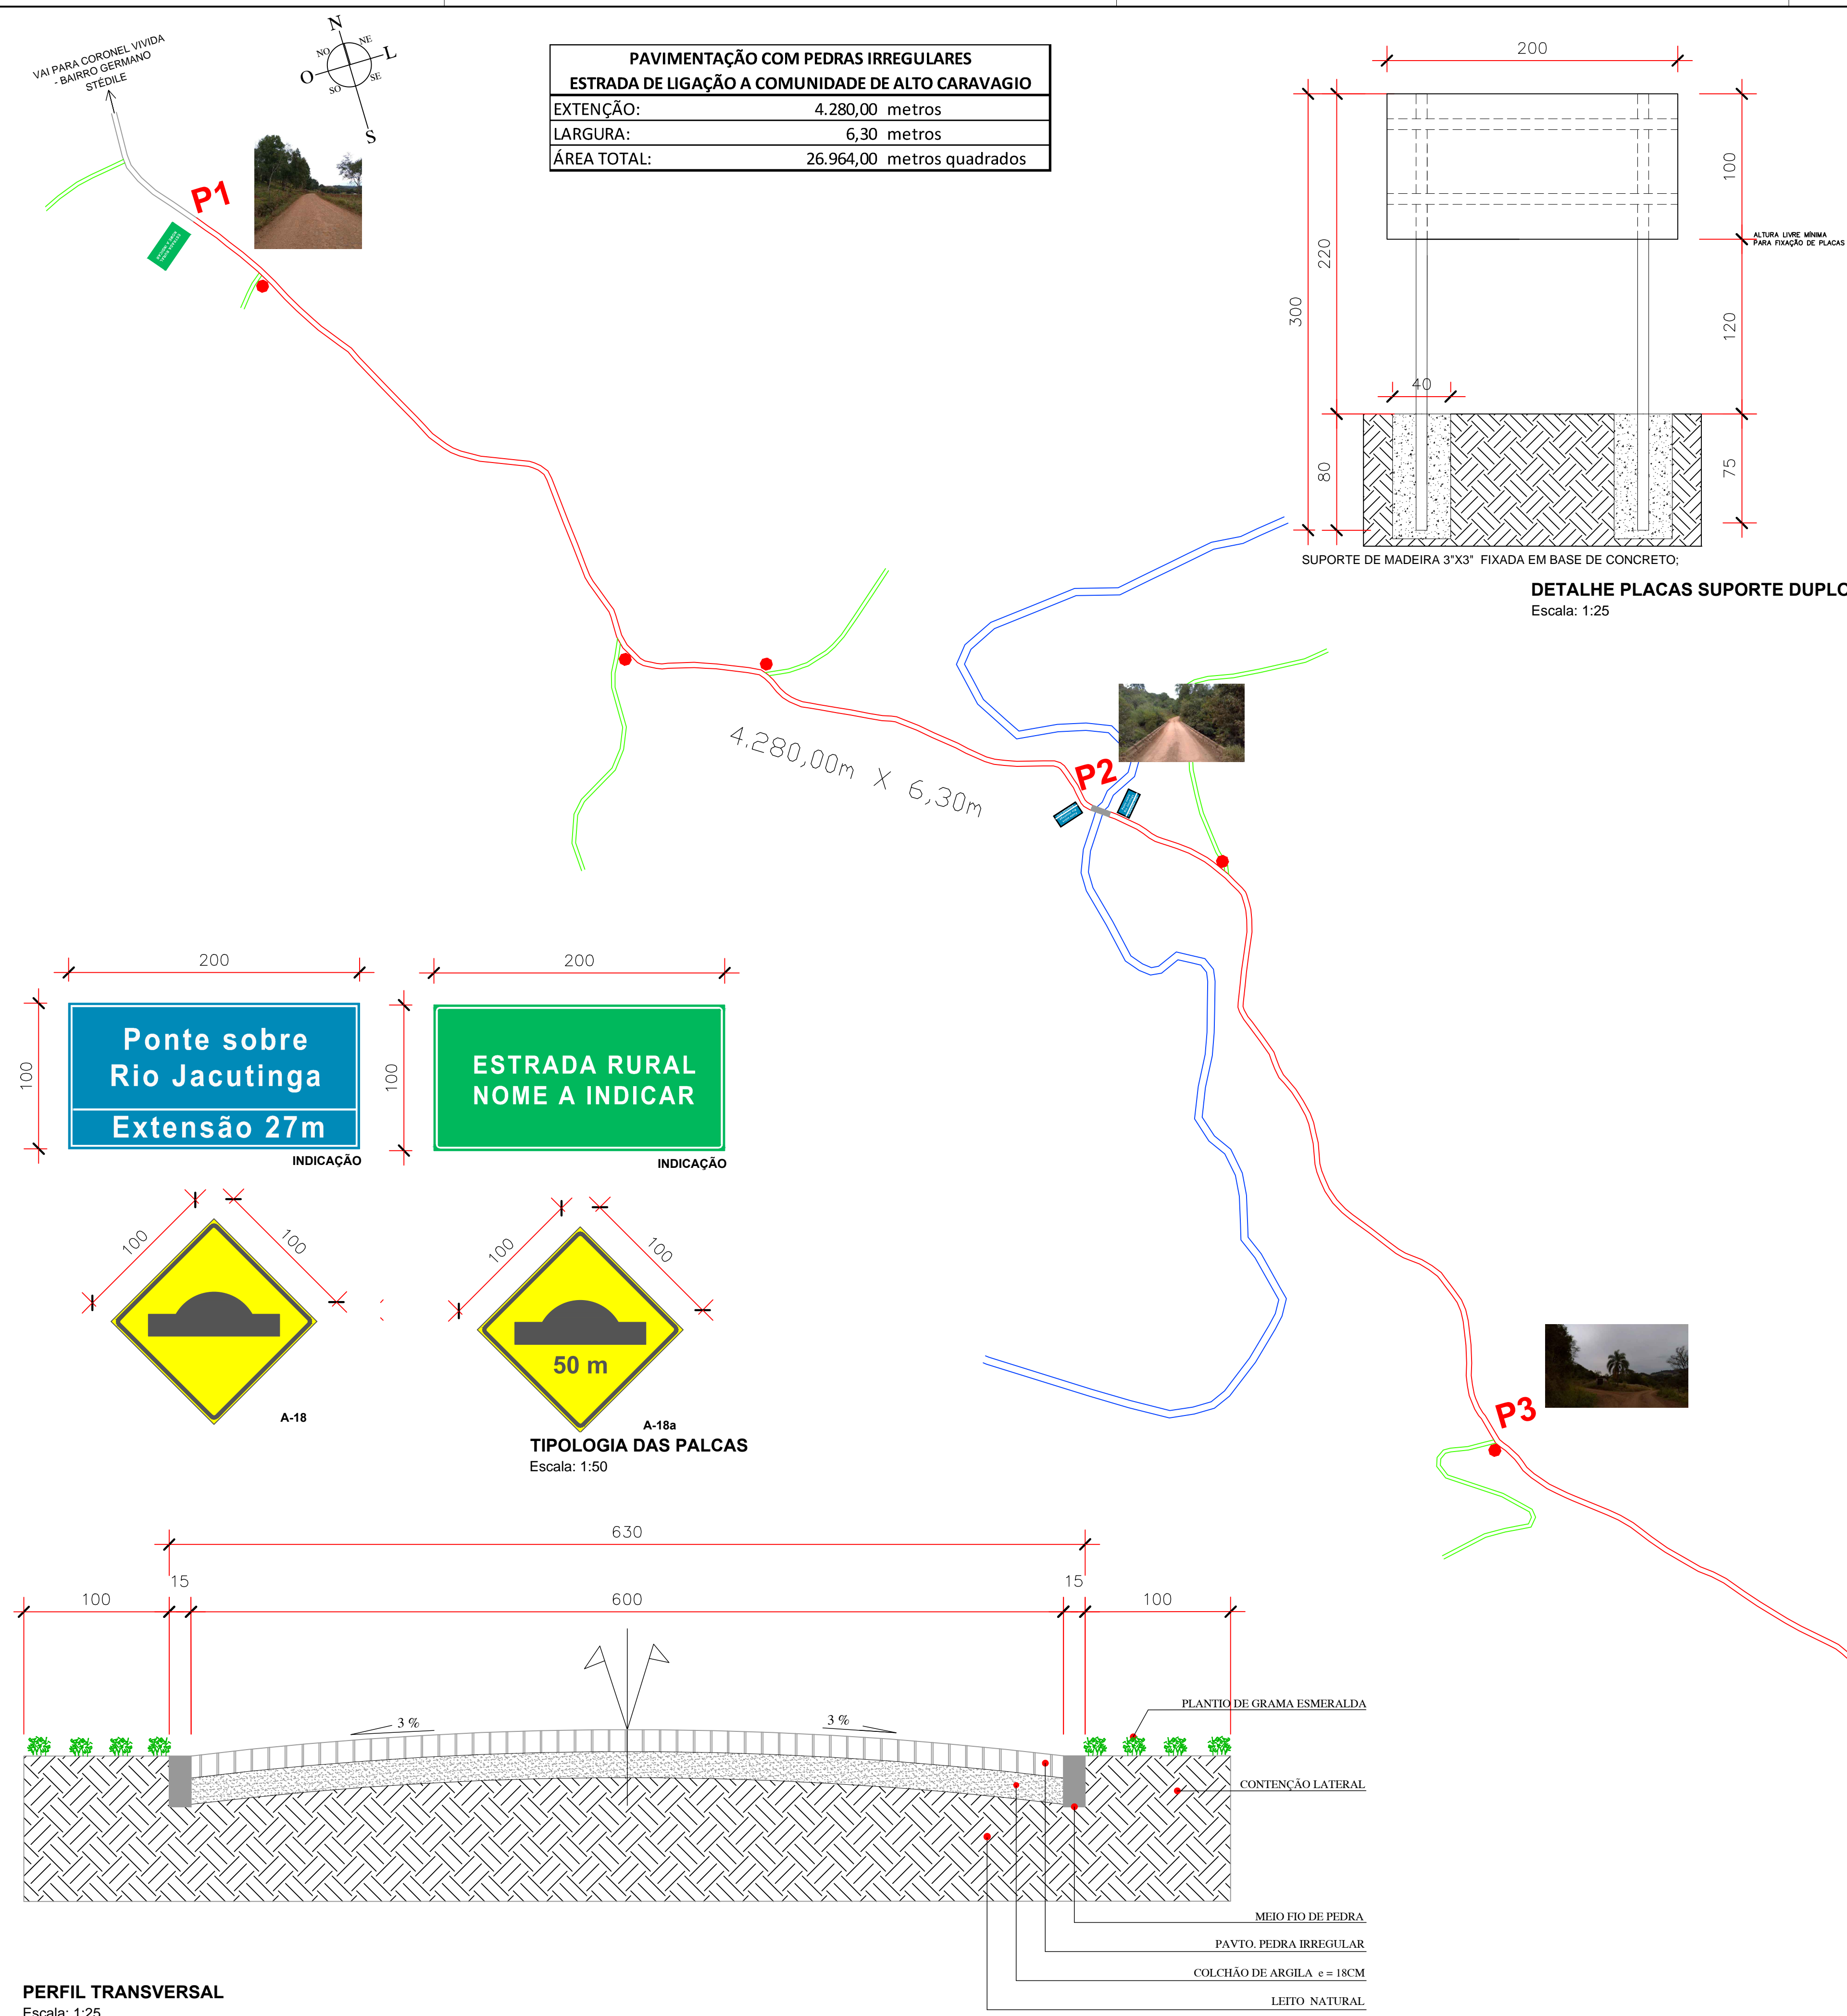 VAI PARA CORONEL VIVIDA
- BAIRRO GERMANO
STÉDILE
N
NO
NE
O
L
SO
SE
S
PAVIMENTAÇÃO COM PEDRAS IRREGULARES
ESTRADA DE LIGAÇÃO A COMUNIDADE DE ALTO CARAVAGIO
EXTENÇÃO: 4.280,00 metros
LARGURA: 6,30 metros
ÁREA TOTAL: 26.964,00 metros quadrados
P1
200
100
220
300
ALTURA LIVRE MÍNIMA
PARA FIXAÇÃO DE PLACAS
120
40
80
75
SUPORTE DE MADEIRA 3"X3" FIXADA EM BASE DE CONCRETO;
DETALHE PLACAS SUPORTE DUPLO
Escala: 1:25
4.280,00m X 6,30m
P2
200
100
Ponte sobre
Rio Jacutinga
Extensão 27m
INDICAÇÃO
200
100
ESTRADA RURAL
NOME A INDICAR
INDICAÇÃO
100
100
A-18
100
100
50 m
A-18a
TIPOLOGIA DAS PALCAS
Escala: 1:50
P3
630
15
15
100
600
100
3 %
3 %
PLANTIO DE GRAMA ESMERALDA
CONTENÇÃO LATERAL
MEIO FIO DE PEDRA
PAVTO. PEDRA IRREGULAR
COLCHÃO DE ARGILA e = 18CM
LEITO NATURAL
PERFIL TRANSVERSAL
Escala: 1:25